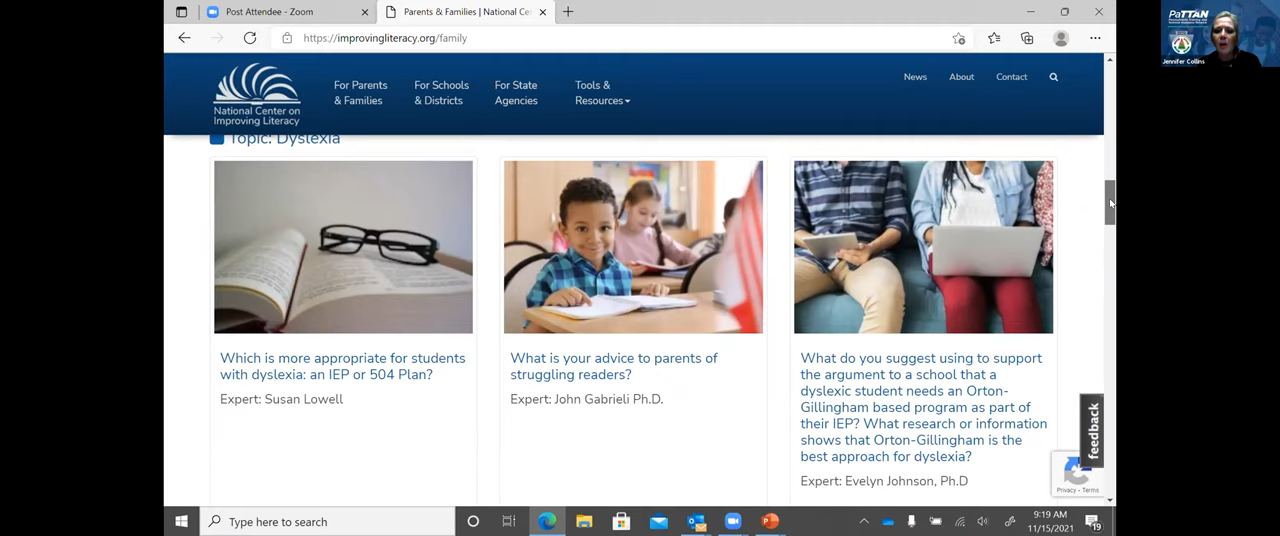 Post Attendee - Zoom
Parents & Families | National Ce
https://improvingliteracy.org/family
PaTTAN
Jennifer Collins
National Center on
Improving Literacy
For Parents
& Families
For Schools
& Districts
For State
Agencies
Tools &
Resources
News
About
Contact
Topic: Dyslexia
Which is more appropriate for students
with dyslexia: an IEP or 504 Plan?
Expert: Susan Lowell
What is your advice to parents of
struggling readers?
Expert: John Gabrieli Ph.D.
What do you suggest using to support
the argument to a school that a
dyslexic student needs an Orton-
Gillingham based program as part of
their IEP? What research or information
shows that Orton-Gillingham is the
best approach for dyslexia?
Expert: Evelyn Johnson, Ph.D
feedback
Privacy - Terms
Type here to search
9:19 AM
11/15/2021
19